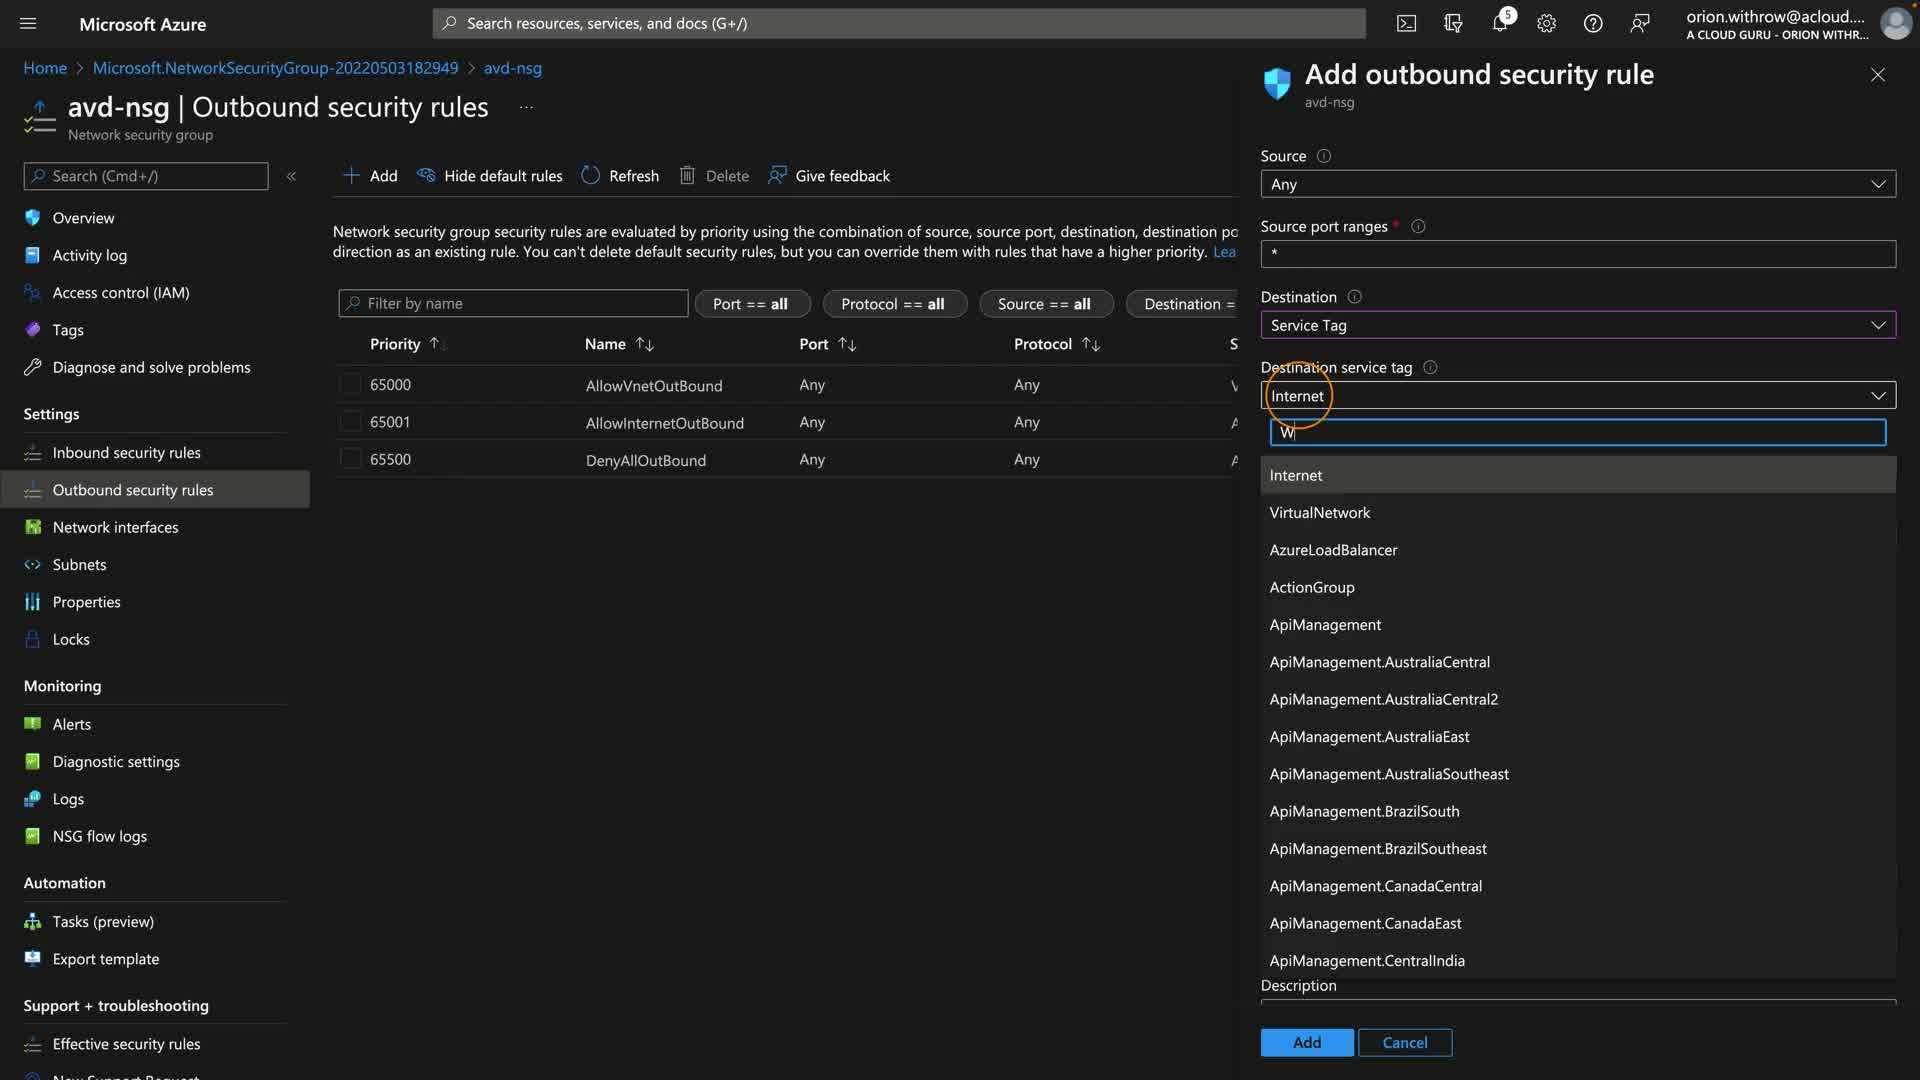 Microsoft Azure
Search resources, services, and docs (G+/)
5
orion.withrow@acloud....
A CLOUD GURU - ORION WITHR...
Home > Microsoft.NetworkSecurityGroup-20220503182949 > avd-nsg
avd-nsg | Outbound security rules ...
Network security group
Search (Cmd+/)
«
Overview
Activity log
Access control (IAM)
Tags
Diagnose and solve problems
Settings
Inbound security rules
Outbound security rules
Network interfaces
Subnets
Properties
Locks
Monitoring
Alerts
Diagnostic settings
Logs
NSG flow logs
Automation
Tasks (preview)
Export template
Support + troubleshooting
Effective security rules
New Support Request
Add Hide default rules Refresh Delete Give feedback
Network security group security rules are evaluated by priority using the combination of source, source port, destination, destination po
direction as an existing rule. You can't delete default security rules, but you can override them with rules that have a higher priority. Lea
Filter by name
Port == all
Protocol == all
Source == all
Destination =
Priority ↑↓ Name ↑↓ Port ↑↓ Protocol ↑↓ S
65000 AllowVnetOutBound Any Any V
65001 AllowInternetOutBound Any Any A
65500 DenyAllOutBound Any Any A
Add outbound security rule
avd-nsg
Source
Any
Source port ranges *
*
Destination
Service Tag
Destination service tag
Internet
W
Internet
VirtualNetwork
AzureLoadBalancer
ActionGroup
ApiManagement
ApiManagement.AustraliaCentral
ApiManagement.AustraliaCentral2
ApiManagement.AustraliaEast
ApiManagement.AustraliaSoutheast
ApiManagement.BrazilSouth
ApiManagement.BrazilSoutheast
ApiManagement.CanadaCentral
ApiManagement.CanadaEast
ApiManagement.CentralIndia
Description
Add
Cancel